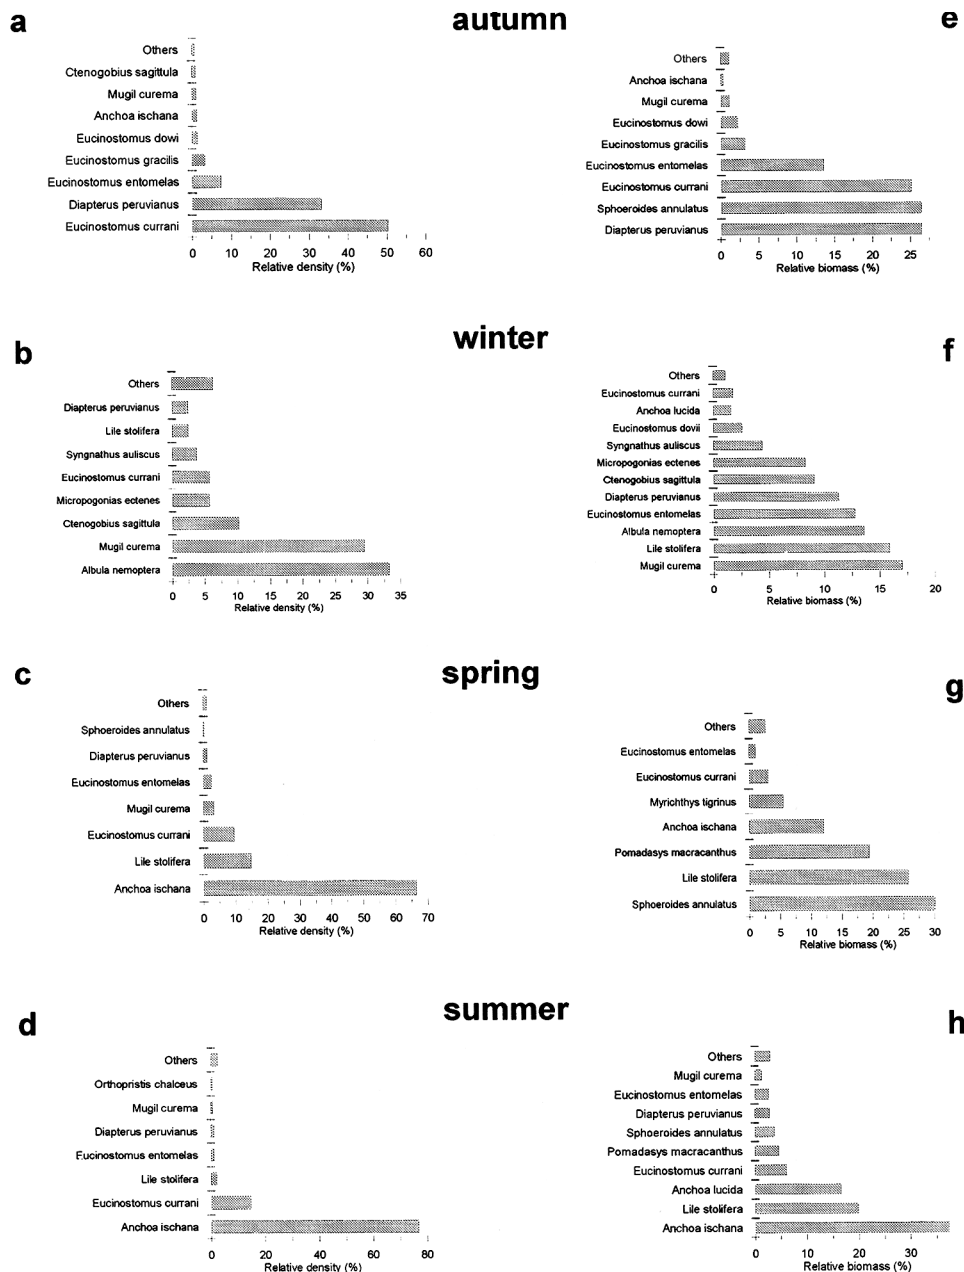 a
autumn
e
Others
Ctenogobius sagittula
Mugil curema
Anchoa ischana
Eucinostomus dowi
Eucinostomus gracilis
Eucinostomus entomelas
Diapterus peruvianus
Eucinostomus currani
0 10 20 30 40 50 60
Relative density (%)
Others
Anchoa ischana
Mugil curema
Eucinostomus dowi
Eucinostomus gracilis
Eucinostomus entomelas
Eucinostomus currani
Sphoeroides annulatus
Diapterus peruvianus
0 5 10 15 20 25
Relative biomass (%)
b
winter
f
Others
Diapterus peruvianus
Lile stolifera
Syngnathus auliscus
Eucinostomus currani
Micropogonias ectenes
Ctenogobius sagittula
Mugil curema
Albula nemoptera
0 5 10 15 20 25 30 35
Relative density (%)
Others
Eucinostomus currani
Anchoa lucida
Eucinostomus dovii
Syngnathus auliscus
Micropogonias ectenes
Ctenogobius sagittula
Diapterus peruvianus
Eucinostomus entomelas
Albula nemoptera
Lile stolifera
Mugil curema
0 5 10 15 20
Relative biomass (%)
c
spring
g
Others
Sphoeroides annulatus
Diapterus peruvianus
Eucinostomus entomelas
Mugil curema
Eucinostomus currani
Lile stolifera
Anchoa ischana
0 10 20 30 40 50 60 70
Relative density (%)
Others
Eucinostomus entomelas
Eucinostomus currani
Myrichthys tigrinus
Anchoa ischana
Pomadasys macracanthus
Lile stolifera
Sphoeroides annulatus
0 5 10 15 20 25 30
Relative biomass (%)
d
summer
h
Others
Orthopristis chalceus
Mugil curema
Diapterus peruvianus
Eucinostomus entomelas
Lile stolifera
Eucinostomus currani
Anchoa ischana
0 20 40 60 80
Relative density (%)
Others
Mugil curema
Eucinostomus entomelas
Diapterus peruvianus
Sphoeroides annulatus
Pomadasys macracanthus
Eucinostomus currani
Anchoa lucida
Lile stolifera
Anchoa ischana
0 10 20 30
Relative biomass (%)